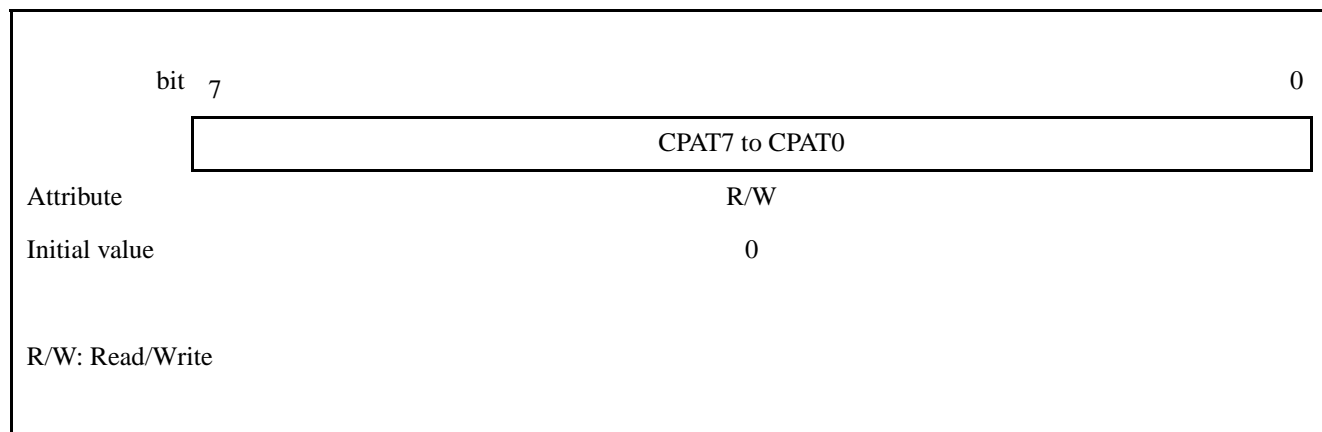 bit 7 0
CPAT7 to CPAT0
Attribute R/W
Initial value 0
R/W: Read/Write